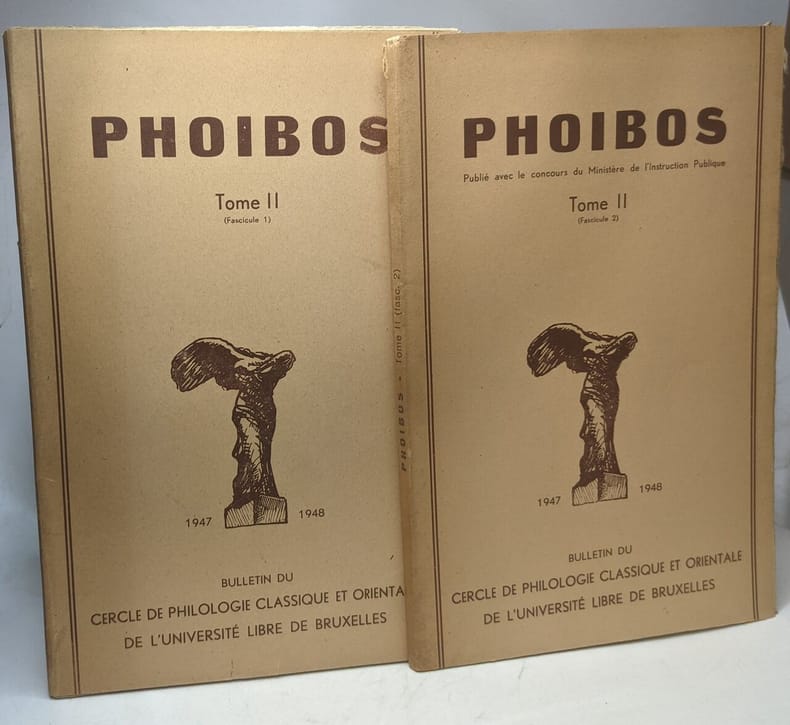 PHOIBOS
Tome II
(Fascicule 1)
1947 1948
BULLETIN DU
CERCLE DE PHILOLOGIE CLASSIQUE ET ORIENTA
DE L'UNIVERSITÉ LIBRE DE BRUXELLES
PHOIBOS - Tome II (fasc. 2)
PHOIBOS
Publié avec le concours du Ministère de l'Instruction Publique
Tome II
(Fascicule 2)
1947 1948
BULLETIN DU
CERCLE DE PHILOLOGIE CLASSIQUE ET ORIENTALE
DE L'UNIVERSITÉ LIBRE DE BRUXELLES